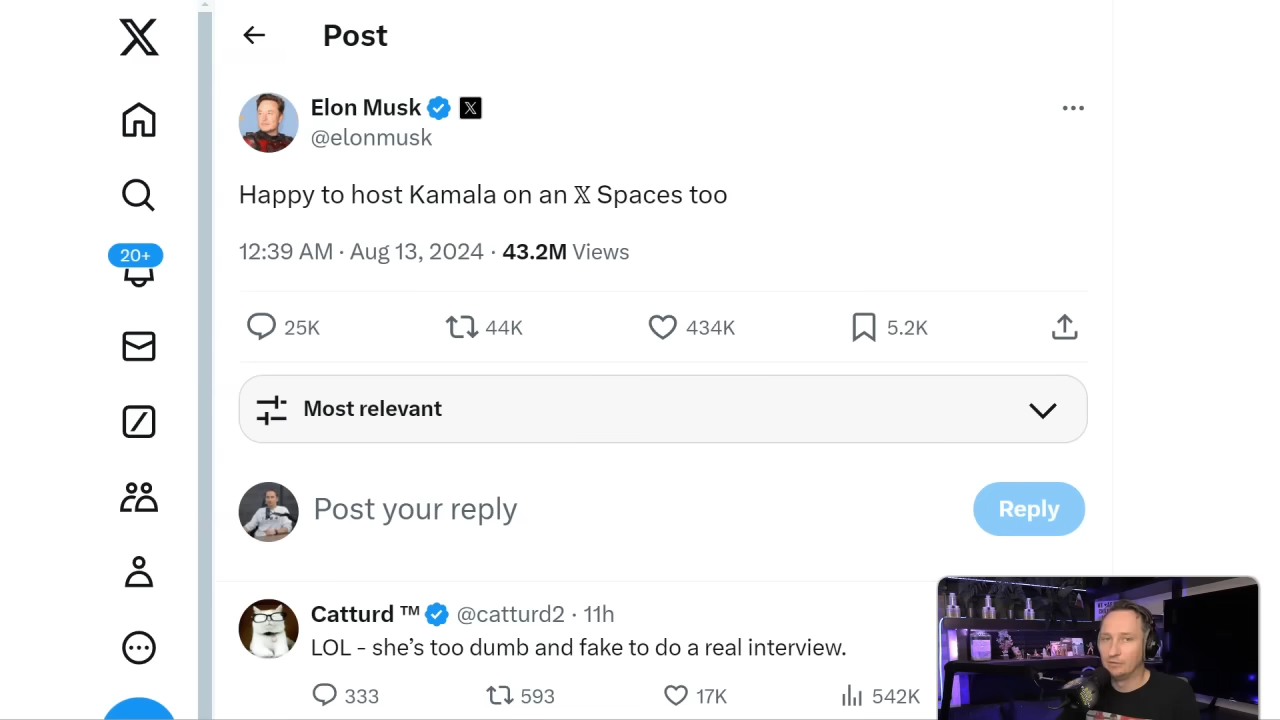 Post
Elon Musk
@elonmusk
Happy to host Kamala on an 𝕏 Spaces too
12:39 AM · Aug 13, 2024 · 43.2M Views
20+
25K 44K 434K 5.2K
Most relevant
Post your reply
Reply
Catturd ™ @catturd2 · 11h
LOL - she’s too dumb and fake to do a real interview.
333 593 17K 542K